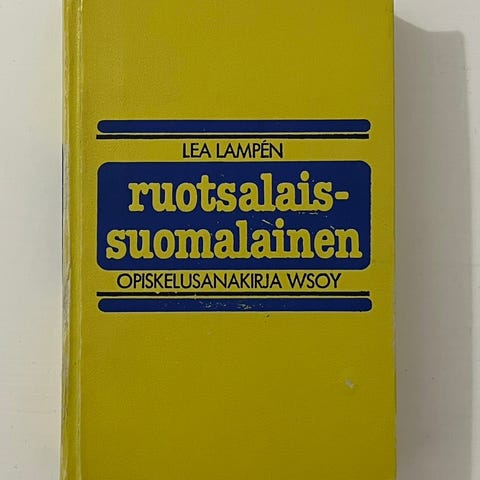 LEA LAMPÉN
ruotsalais-
suomalainen
OPISKELUSANAKIRJA WSOY